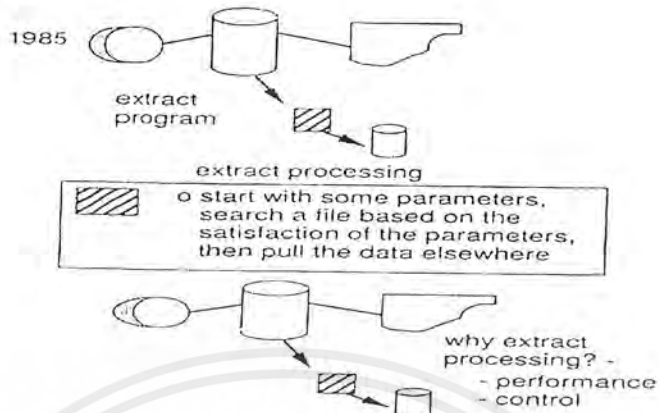 1985
extract
program
extract processing
o start with some parameters,
search a file based on the
satisfaction of the parameters,
then pull the data elsewhere
why extract
processing? -
- performance
- control